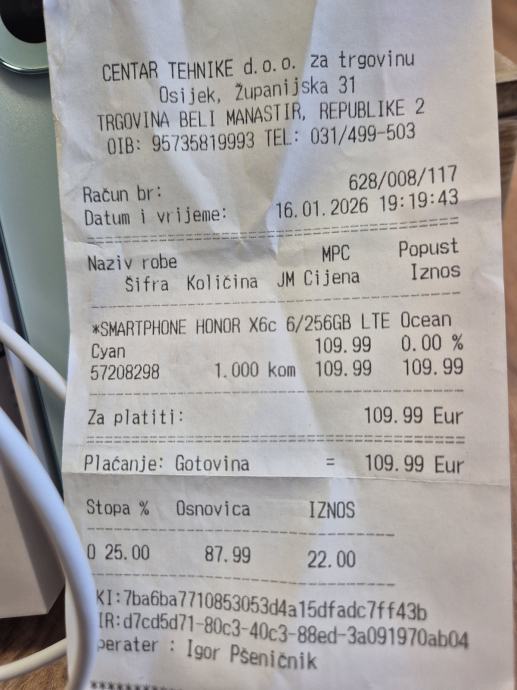 CENTAR TEHNIKE d.o.o. za trgovinu
Osijek, Županijska 31
TRGOVINA BELI MANASTIR, REPUBLIKE 2
OIB: 95735819993 TEL: 031/499-503
Račun br: 628/008/117
Datum i vrijeme: 16.01.2026 19:19:43
Naziv robe MPC Popust
Šifra Količina JM Cijena Iznos
*SMARTPHONE HONOR X6c 6/256GB LTE Ocean
Cyan 109.99 0.00 %
57208298 1.000 kom 109.99 109.99
Za platiti: 109.99 Eur
Plaćanje: Gotovina = 109.99 Eur
Stopa % Osnovica IZNOS
O 25.00 87.99 22.00
KI:7ba6ba7710853053d4a15dfadc7ff43b
IR:d7cd5d71-80c3-40c3-88ed-3a091970ab04
perater : Igor Pšeničnik